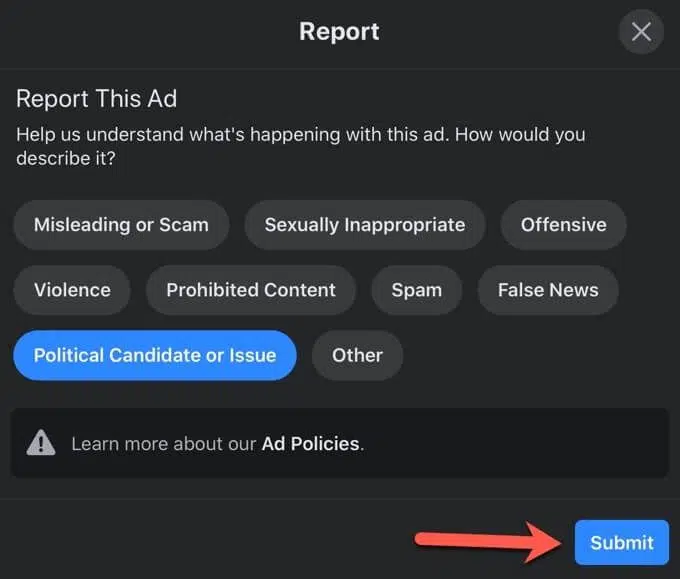 Report
Report This Ad
Help us understand what's happening with this ad. How would you
describe it?
Misleading or Scam Sexually Inappropriate Offensive
Violence Prohibited Content Spam False News
Political Candidate or Issue Other
Learn more about our Ad Policies.
Submit